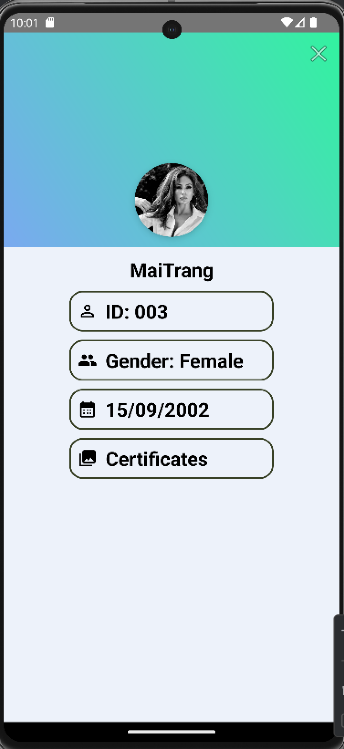 10:01
MaiTrang
ID: 003
Gender: Female
15/09/2002
Certificates